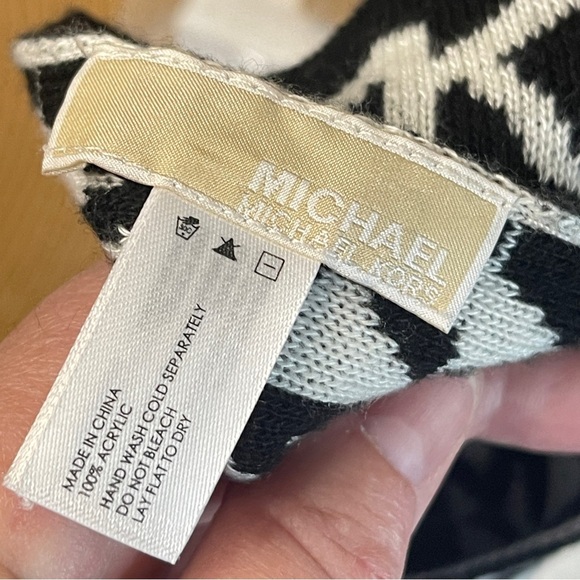 MICHAEL
MICHAEL KORS
MADE IN CHINA
100% ACRYLIC
HAND WASH COLD SEPARATELY
DO NOT BLEACH
LAY FLAT TO DRY